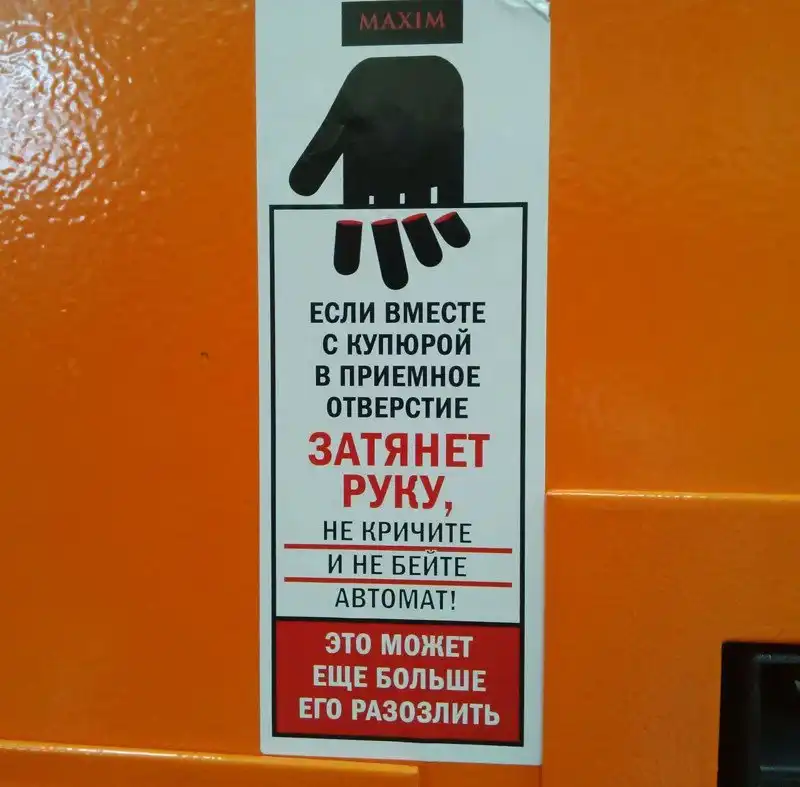 MAXIM
ЕСЛИ ВМЕСТЕ
С КУПЮРОЙ
В ПРИЕМНОЕ
ОТВЕРСТИЕ
ЗАТЯНЕТ
РУКУ,
НЕ КРИЧИТЕ
И НЕ БЕЙТЕ
АВТОМАТ!
ЭТО МОЖЕТ
ЕЩЕ БОЛЬШЕ
ЕГО РАЗОЗЛИТЬ